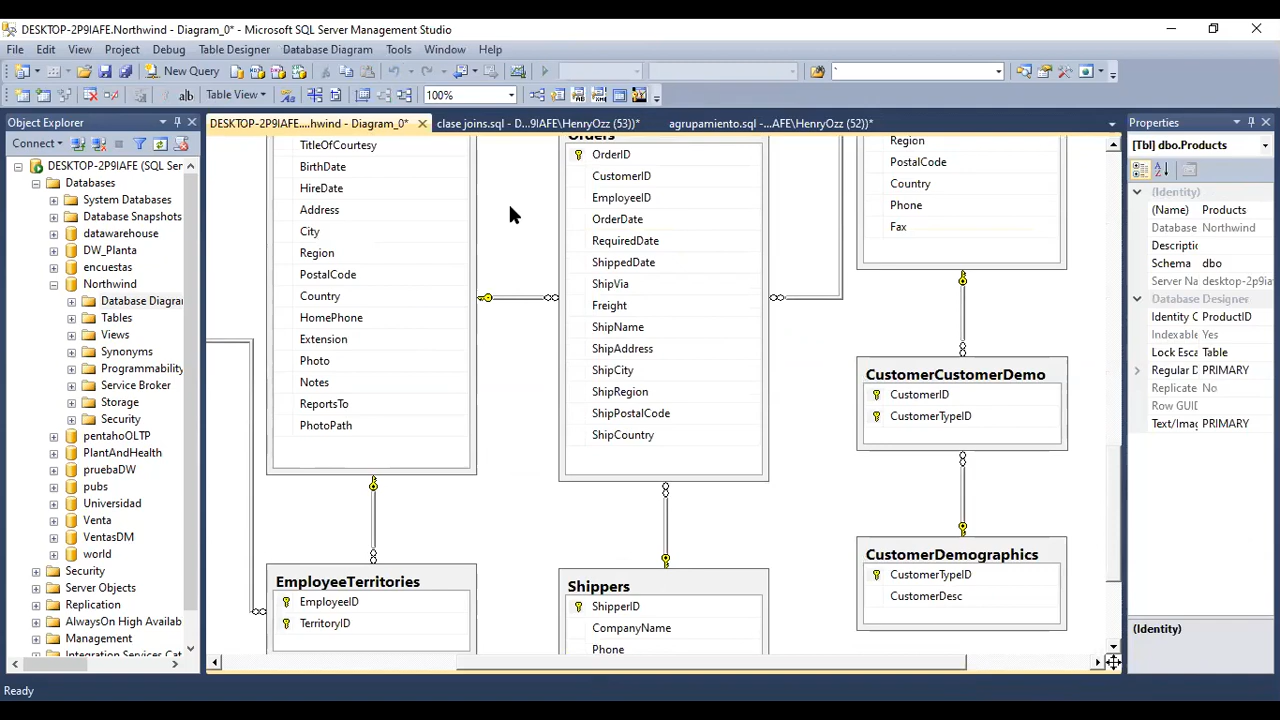 DESKTOP-2P9IAFE.Northwind - Diagram_0* - Microsoft SQL Server Management Studio
File Edit View Project Debug Table Designer Database Diagram Tools Window Help
New Query
Table View 100%
Object Explorer
DESKTOP-2P9IAFE....hwind - Diagram_0* clase joins.sql - D...9IAFE\HenryOzz (53))* agrupamiento.sql -...AFE\HenryOzz (52))*
Properties
Connect
DESKTOP-2P9IAFE (SQL Ser
Databases
System Databases
Database Snapshots
datawarehouse
DW_Planta
encuestas
Northwind
Database Diagra
Tables
Views
Synonyms
Programmability
Service Broker
Storage
Security
pentahoOLTP
PlantAndHealth
pruebaDW
pubs
Universidad
Venta
VentasDM
world
Security
Server Objects
Replication
AlwaysOn High Availab
Management
Integration Services Cat
TitleOfCourtesy
BirthDate
HireDate
Address
City
Region
PostalCode
Country
HomePhone
Extension
Photo
Notes
ReportsTo
PhotoPath
EmployeeTerritories
EmployeeID
TerritoryID
Orders
OrderID
CustomerID
EmployeeID
OrderDate
RequiredDate
ShippedDate
ShipVia
Freight
ShipName
ShipAddress
ShipCity
ShipRegion
ShipPostalCode
ShipCountry
Shippers
ShipperID
CompanyName
Phone
Region
PostalCode
Country
Phone
Fax
CustomerCustomerDemo
CustomerID
CustomerTypeID
CustomerDemographics
CustomerTypeID
CustomerDesc
[Tbl] dbo.Products
(Identity)
(Name) Products
Database Northwind
Descriptic
Schema dbo
Server Na desktop-2p9ia
Database Designer
Identity C ProductID
Indexable Yes
Lock Esca Table
Regular D PRIMARY
Replicate No
Row GUID
Text/Imag PRIMARY
(Identity)
Ready